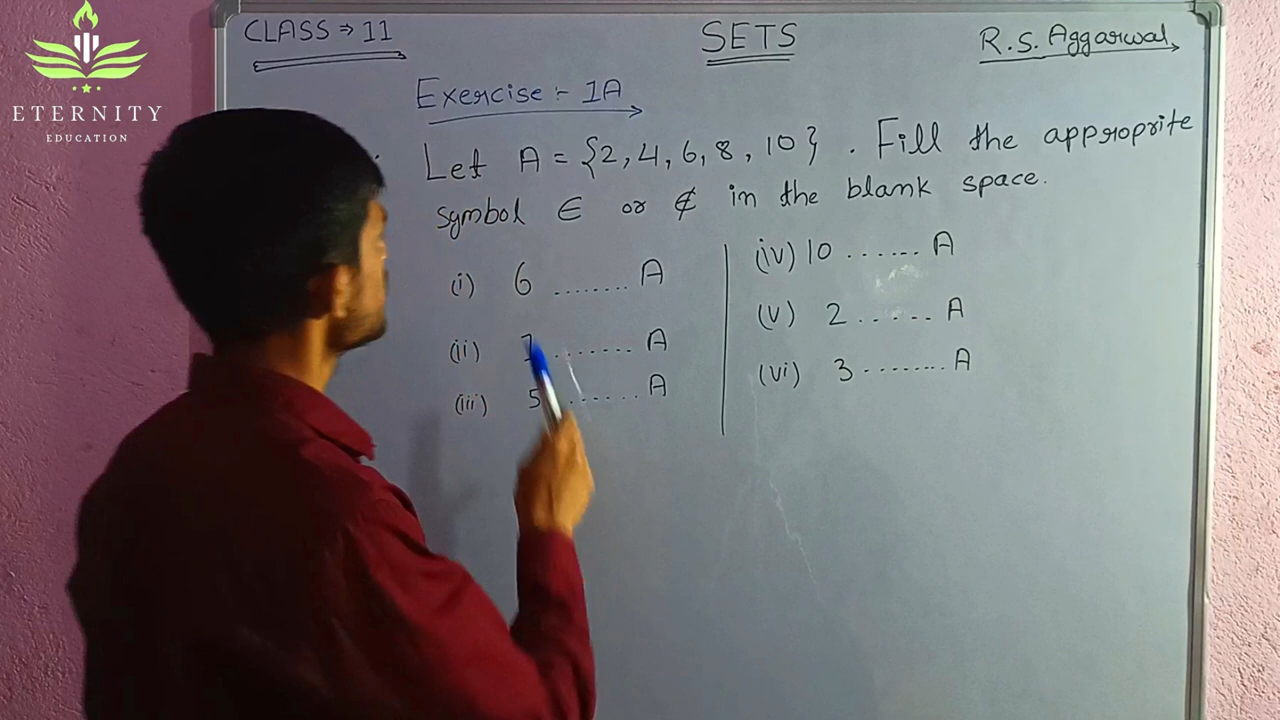 ETERNITY
EDUCATION
CLASS ⇒ 11
SETS
R.S. Aggarwal
Exercise :- 1A
Let A = {2, 4, 6, 8, 10} . Fill the approprite
symbol ∈ or ∉ in the blank space.
(i) 6 ........ A
(ii) ........ A
(iii) 5 ...... A
(iv) 10 ...... A
(v) 2 ...... A
(vi) 3 ........ A